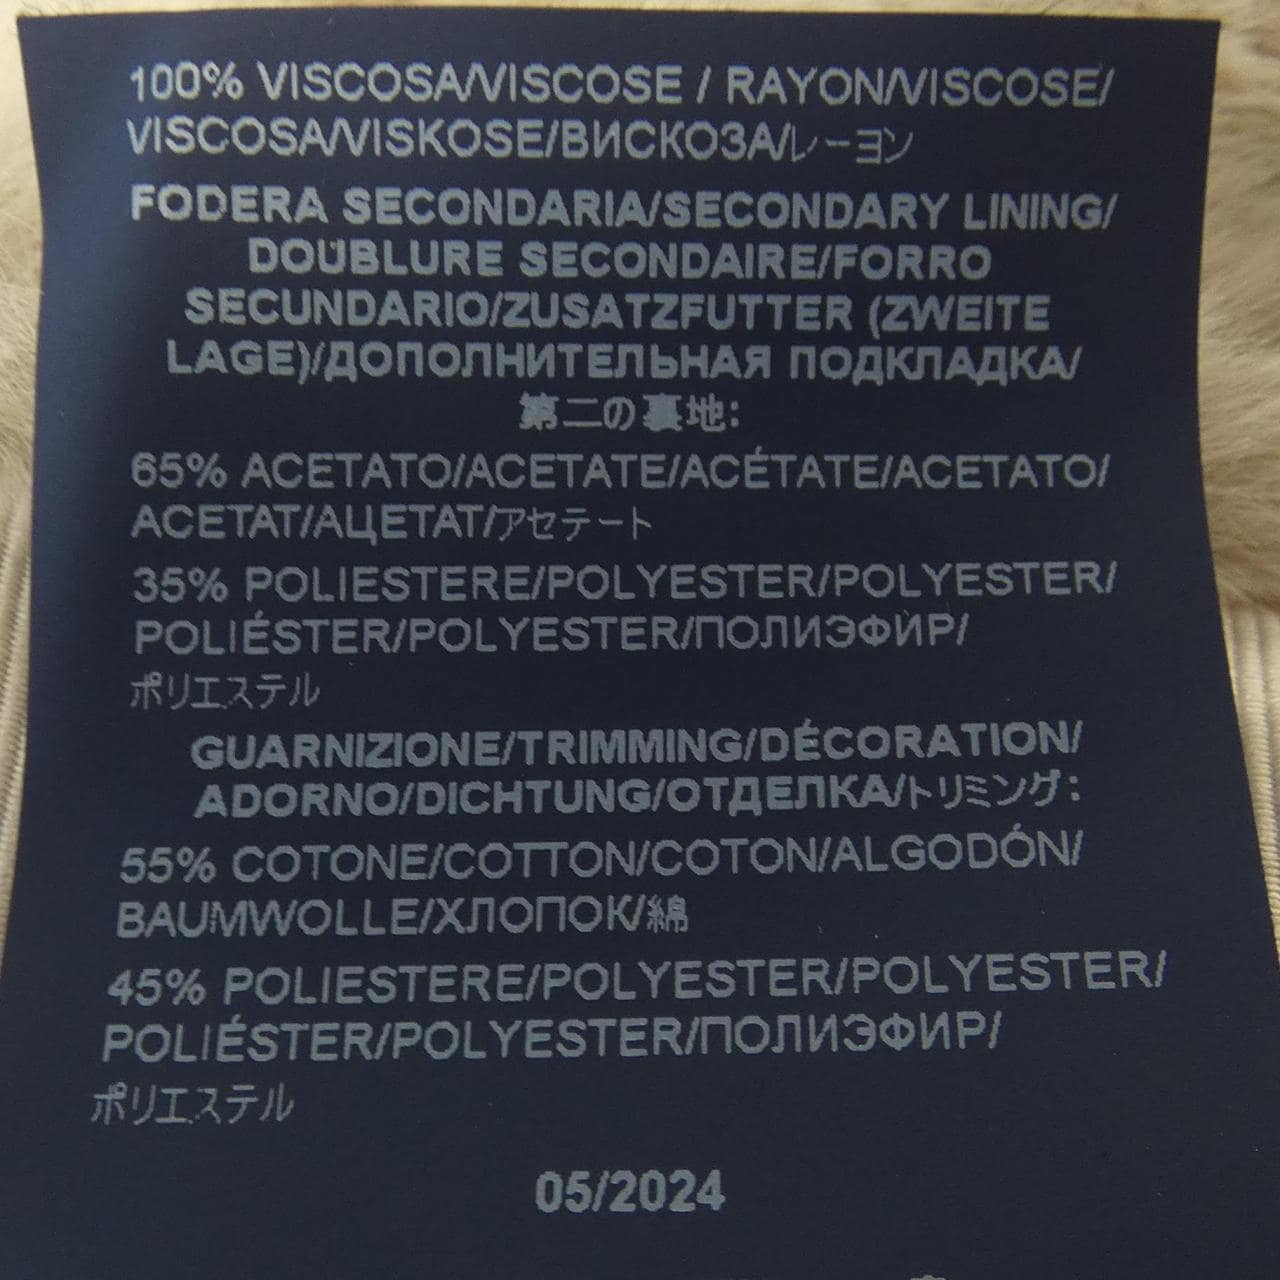 100% VISCOSA/VISCOSE / RAYON/VISCOSE/
VISCOSA/VISKOSE/ВИСКОЗА/レーヨン
FODERA SECONDARIA/SECONDARY LINING/
DOUBLURE SECONDAIRE/FORRO
SECUNDARIO/ZUSATZFUTTER (ZWEITE
LAGE)/ДОПОЛНИТЕЛЬНАЯ ПОДКЛАДКА/
第二の裏地:
65% ACETATO/ACETATE/ACÉTATE/ACETATO/
ACETAT/АЦЕТАТ/アセテート
35% POLIESTERE/POLYESTER/POLYESTER/
POLIÉSTER/POLYESTER/ПОЛИЭФИР/
ポリエステル
GUARNIZIONE/TRIMMING/DÉCORATION/
ADORNO/DICHTUNG/ОТДЕЛКА/トリミング:
55% COTONE/COTTON/COTON/ALGODÓN/
BAUMWOLLE/ХЛОПОК/綿
45% POLIESTERE/POLYESTER/POLYESTER/
POLIÉSTER/POLYESTER/ПОЛИЭФИР/
ポリエステル
05/2024